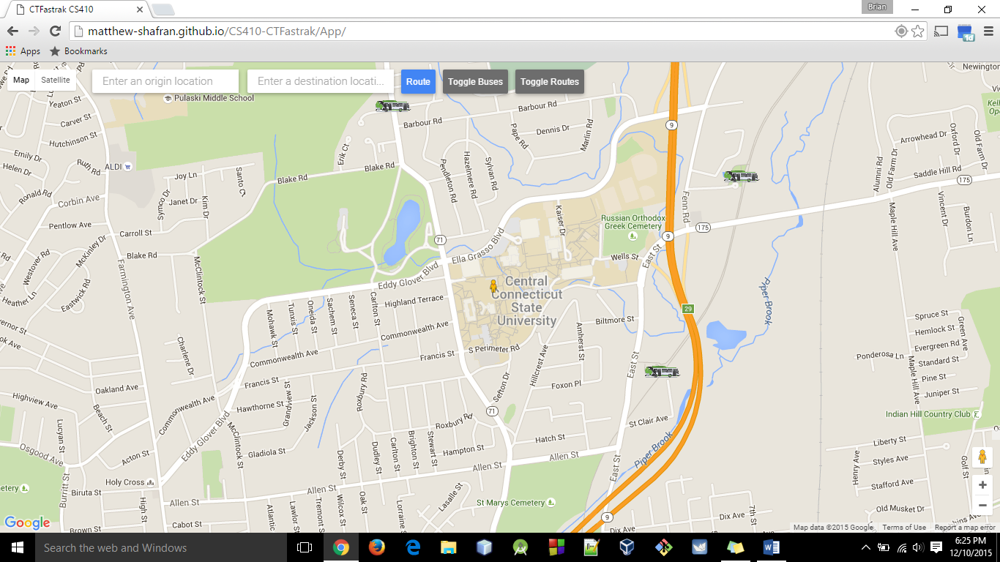 CTFastrak CS410
Brian
matthew-shafran.github.io/CS410-CTFastrak/App/
1d
Apps
Bookmarks
Map
Satellite
Enter an origin location
Enter a destination locati...
Route
Toggle Buses
Toggle Routes
Newington
Yeaton St
Pulaski Middle School
Carver St
Barbour Rd
Barbour Rd
Hutchinson St
Pape Rd
Dennis Dr
Marlin Rd
9
Arrowhead Dr
Oxford Dr
Old Farm Dr
Emily Dr
Helen Dr
Ruth Rd
ALDI
Erik Ct
Blake Rd
Blake Rd
Pendleton Rd
Hazelmere Rd
Sylvan Rd
Alumni Rd
Old Farm Dr
Saddle Hill Rd
175
Joy Ln
Santo Ct
Ronald Rd
Corbin Ave
Janet Dr
Kim Dr
Synco Dr
Pentlow Ave
Carroll St
Kaiser Dr
Russian Orthodox
Greek Cemetery
Fenn Rd
175
9
Maple Hill Ave
Vincent Dr
Burdon Ln
71
Ella Grasso Blvd
McKinley Dr
Westover Rd
Blake Rd
Wells St
East St
Eastwick Rd
Heather Ln
Farmington Ave
McClintock St
Eddy Glover Blvd
Central
Connecticut
State
University
Piper Brook
Highland Terrace
Mohawk St
Tunxis St
Oneida St
Sachem St
Seneca St
Carlton St
29
Biltmore St
Spruce St
Hemlock St
Green Ave
Commonwealth Ave
Amherst St
Evergreen Rd
Charlene Dr
Commonwealth Ave
Francis St
S Perimeter Rd
Hillcrest Ave
East St
Ponderosa Ln
Maple Hill Ave
Standard St
Pine St
Juniper St
Oakland Ave
Francis St
Roxbury Rd
Sefton Dr
Foxon Pl
Highview Ave
Beach St
Commonwealth Ave
Hawthorne St
Grandview St
Jackson St
71
Roxbury Rd
St Clair Ave
Indian Hill Country Club
Lucyan St
Eddy Glover Blvd
McClintock St
Gladiola St
Derby St
Dudley St
Carlton St
Brighton St
Stewart St
Hampton St
Hatch St
Piper Brook
Liberty St
Osgood Ave
Acton St
Allen St
Allen St
East St
Henry Ave
Styles Ave
Golf St
Holy Cross
Burritt St
Biruta St
High St
Allen St
Allen St
Oak St
Lasalle St
Stafford Ave
St Marys Cemetery
Old Musket Dr
Atlantic
Lawlor St
Tremont St
Wilcox St
Lorraine
9
7th St
Dix Ave
Dix Ave
Brown St
Cabot St
Google
Map data ©2015 Google
Terms of Use
Report a map error
Search the web and Windows
6:25 PM
12/10/2015